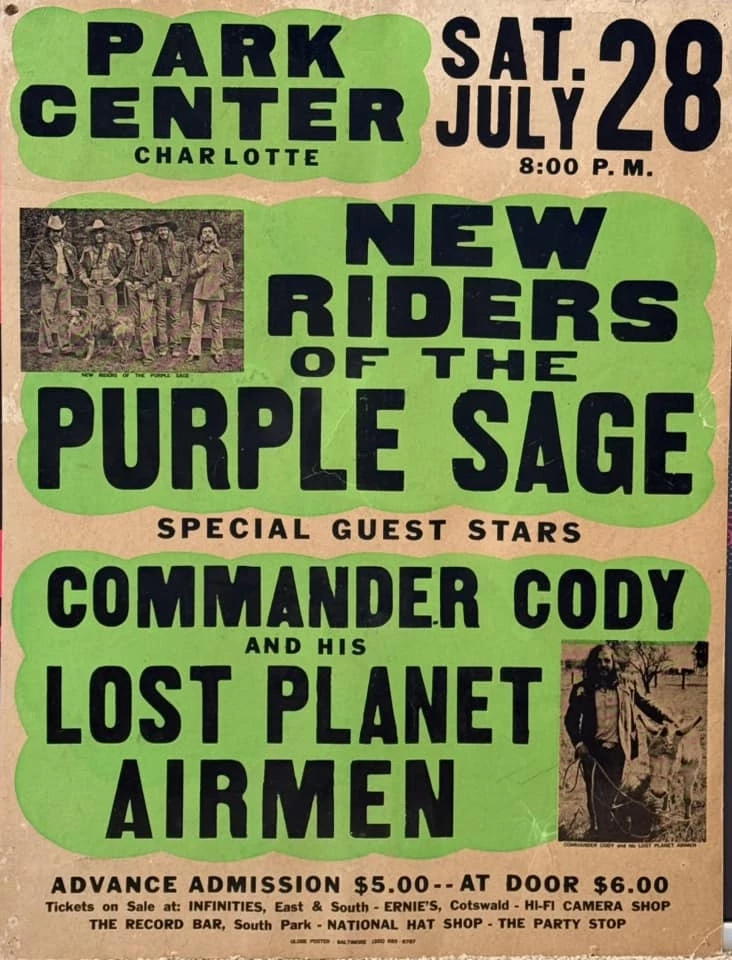 PARK
CENTER
CHARLOTTE
SAT.
JULY 28
8:00 P. M.
NEW
RIDERS
OF THE
PURPLE SAGE
NEW RIDERS OF THE PURPLE SAGE
SPECIAL GUEST STARS
COMMANDER CODY
AND HIS
LOST PLANET
AIRMEN
COMMANDER CODY and his LOST PLANET AIRMEN
ADVANCE ADMISSION $5.00--AT DOOR $6.00
Tickets on Sale at: INFINITIES, East & South - ERNIE'S, Cotswald - HI-FI CAMERA SHOP
THE RECORD BAR, South Park - NATIONAL HAT SHOP - THE PARTY STOP
GLOBE POSTER BALTIMORE